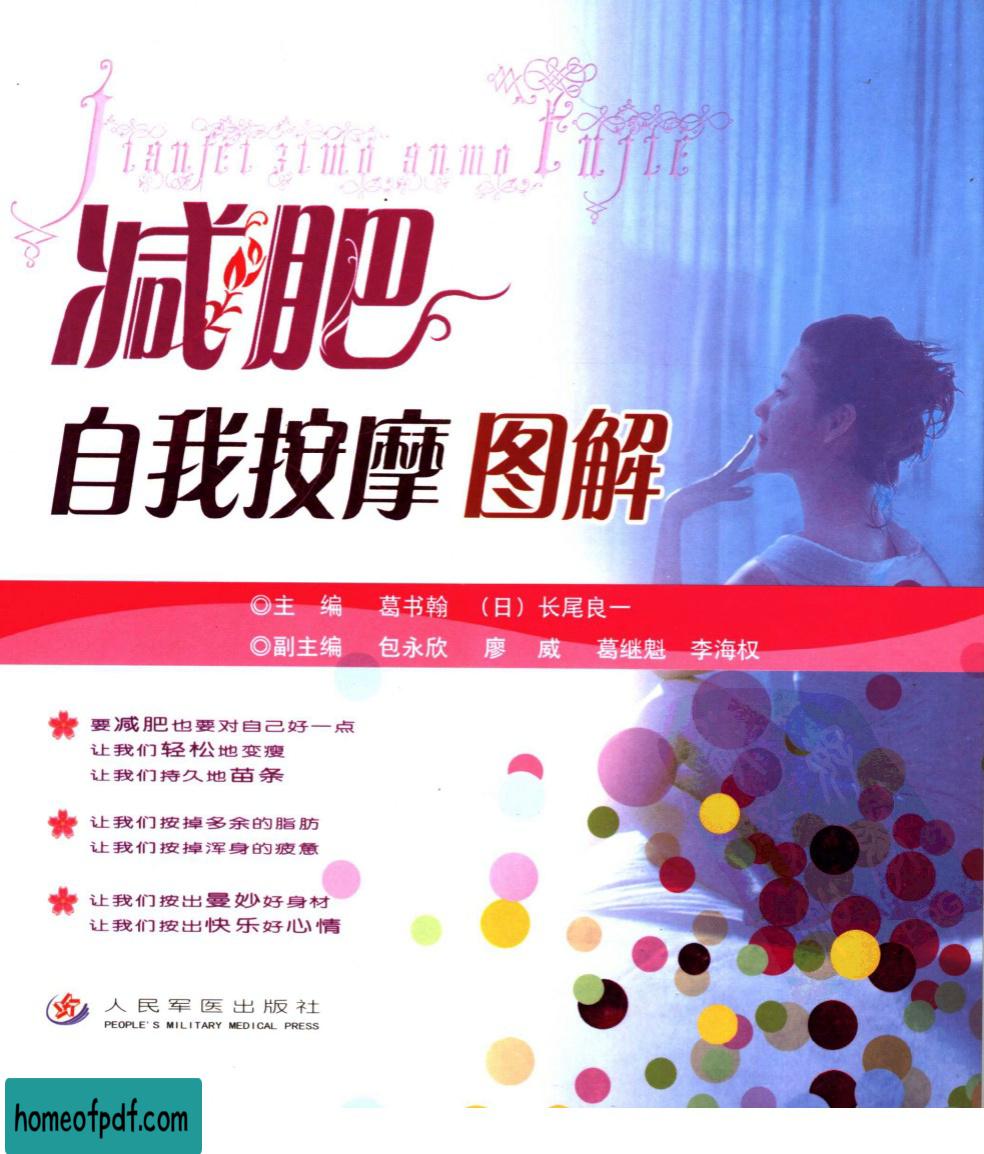 Jianfei ziwo anmo Tujie
减肥
自我按摩 图解
◎主 编 葛书翰 （日）长尾良一
◎副主编 包永欣 廖 威 葛继魁 李海权
要减肥也要对自己好一点
让我们轻松地变瘦
让我们持久地苗条
让我们按掉多余的脂肪
让我们按掉浑身的疲惫
让我们按出曼妙好身材
让我们按出快乐好心情
人民军医出版社
PEOPLE'S MILITARY MEDICAL PRESS
homeofpdf.com